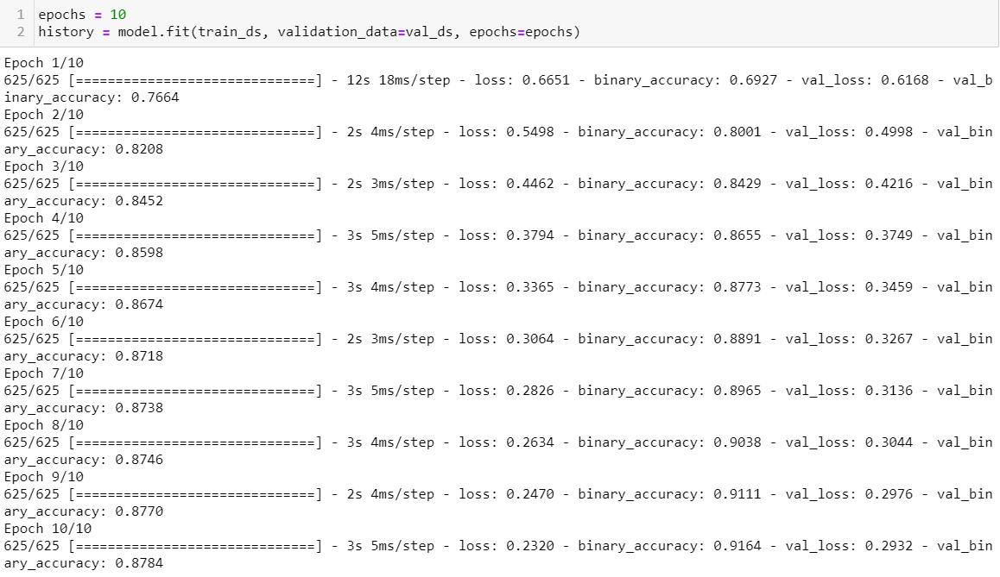 1 epochs = 10
2 history = model.fit(train_ds, validation_data=val_ds, epochs=epochs)
Epoch 1/10
625/625 [==============================] - 12s 18ms/step - loss: 0.6651 - binary_accuracy: 0.6927 - val_loss: 0.6168 - val_b
inary_accuracy: 0.7664
Epoch 2/10
625/625 [==============================] - 2s 4ms/step - loss: 0.5498 - binary_accuracy: 0.8001 - val_loss: 0.4998 - val_bin
ary_accuracy: 0.8208
Epoch 3/10
625/625 [==============================] - 2s 3ms/step - loss: 0.4462 - binary_accuracy: 0.8429 - val_loss: 0.4216 - val_bin
ary_accuracy: 0.8452
Epoch 4/10
625/625 [==============================] - 3s 5ms/step - loss: 0.3794 - binary_accuracy: 0.8655 - val_loss: 0.3749 - val_bin
ary_accuracy: 0.8598
Epoch 5/10
625/625 [==============================] - 3s 4ms/step - loss: 0.3365 - binary_accuracy: 0.8773 - val_loss: 0.3459 - val_bin
ary_accuracy: 0.8674
Epoch 6/10
625/625 [==============================] - 2s 3ms/step - loss: 0.3064 - binary_accuracy: 0.8891 - val_loss: 0.3267 - val_bin
ary_accuracy: 0.8718
Epoch 7/10
625/625 [==============================] - 3s 5ms/step - loss: 0.2826 - binary_accuracy: 0.8965 - val_loss: 0.3136 - val_bin
ary_accuracy: 0.8738
Epoch 8/10
625/625 [==============================] - 3s 4ms/step - loss: 0.2634 - binary_accuracy: 0.9038 - val_loss: 0.3044 - val_bin
ary_accuracy: 0.8746
Epoch 9/10
625/625 [==============================] - 2s 4ms/step - loss: 0.2470 - binary_accuracy: 0.9111 - val_loss: 0.2976 - val_bin
ary_accuracy: 0.8770
Epoch 10/10
625/625 [==============================] - 3s 5ms/step - loss: 0.2320 - binary_accuracy: 0.9164 - val_loss: 0.2932 - val_bin
ary_accuracy: 0.8784